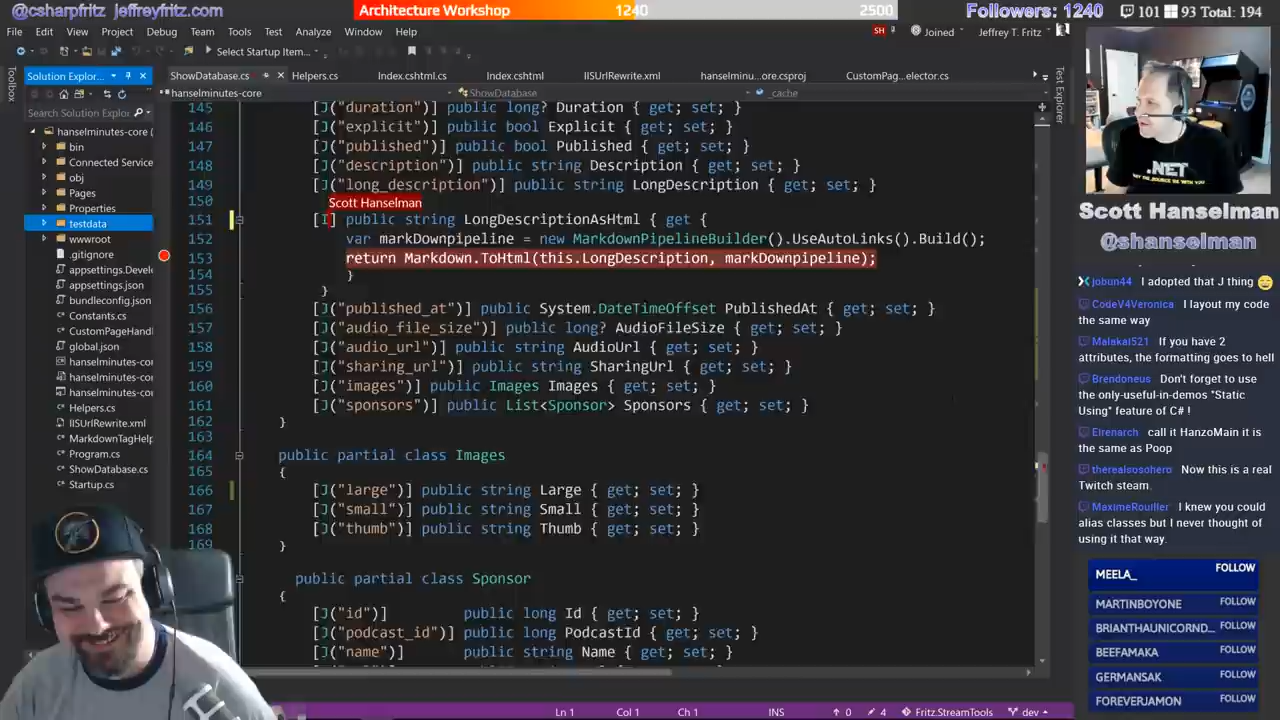 @csharpfritz jeffreyfritz.com
Architecture Workshop 1240 2500
Followers: 1240 101 93 Total: 194
File Edit View Project Debug Team Tools Test Analyze Window Help
SH Joined Jeffrey T. Fritz
Select Startup Item...
Toolbox
Solution Explor...
ShowDatabase.cs Helpers.cs Index.cshtml.cs Index.cshtml IISUrlRewrite.xml hanselminu...ore.csproj CustomPag...elector.cs
Test Explorer
hanselminutes-core ShowDatabase _cache
Search Solution Explor
hanselminutes-core (
bin
Connected Service
obj
Pages
Properties
testdata
wwwroot
.gitignore
appsettings.Develo
appsettings.json
bundleconfig.json
Constants.cs
CustomPageHandl
global.json
hanselminutes-cor
hanselminutes-cor
hanselminutes-cor
Helpers.cs
IISUrlRewrite.xml
MarkdownTagHelp
Program.cs
ShowDatabase.cs
Startup.cs
145 [J("duration")] public long? Duration { get; set; }
146 [J("explicit")] public bool Explicit { get; set; }
147 [J("published")] public bool Published { get; set; }
148 [J("description")] public string Description { get; set; }
149 [J("long_description")] public string LongDescription { get; set; }
150
Scott Hanselman
151 [I] public string LongDescriptionAsHtml { get {
152 var markDownpipeline = new MarkdownPipelineBuilder().UseAutoLinks().Build();
153 return Markdown.ToHtml(this.LongDescription, markDownpipeline);
154 }
155 }
156 [J("published_at")] public System.DateTimeOffset PublishedAt { get; set; }
157 [J("audio_file_size")] public long? AudioFileSize { get; set; }
158 [J("audio_url")] public string AudioUrl { get; set; }
159 [J("sharing_url")] public string SharingUrl { get; set; }
160 [J("images")] public Images Images { get; set; }
161 [J("sponsors")] public List<Sponsor> Sponsors { get; set; }
162 }
163
164 public partial class Images
165 {
166 [J("large")] public string Large { get; set; }
167 [J("small")] public string Small { get; set; }
168 [J("thumb")] public string Thumb { get; set; }
169 }
public partial class Sponsor
{
[J("id")] public long Id { get; set; }
[J("podcast_id")] public long PodcastId { get; set; }
[J("name")] public string Name { get; set; }
Ln 1 Col 1 Ch 1 INS 0 4 Fritz.StreamTools dev
.NET
Scott Hanselman
@shanselman
jobun44 I adopted that J thing
CodeV4Veronica I layout my code
the same way
Malakai521 If you have 2
attributes, the formatting goes to hell
Brendoneus Don't forget to use
the only-useful-in-demos "Static
Using" feature of C# !
Elrenarch call it HanzoMain it is
the same as Poop
therealsosohero Now this is a real
Twitch steam.
MaximeRouiller I knew you could
alias classes but I never thought of
using it that way.
MEELA_ FOLLOW
MARTINBOYONE FOLLOW
BRIANTHAUNICORND... FOLLOW
BEEFAMAKA FOLLOW
GERMANSAK FOLLOW
FOREVERJAMON FOLLOW